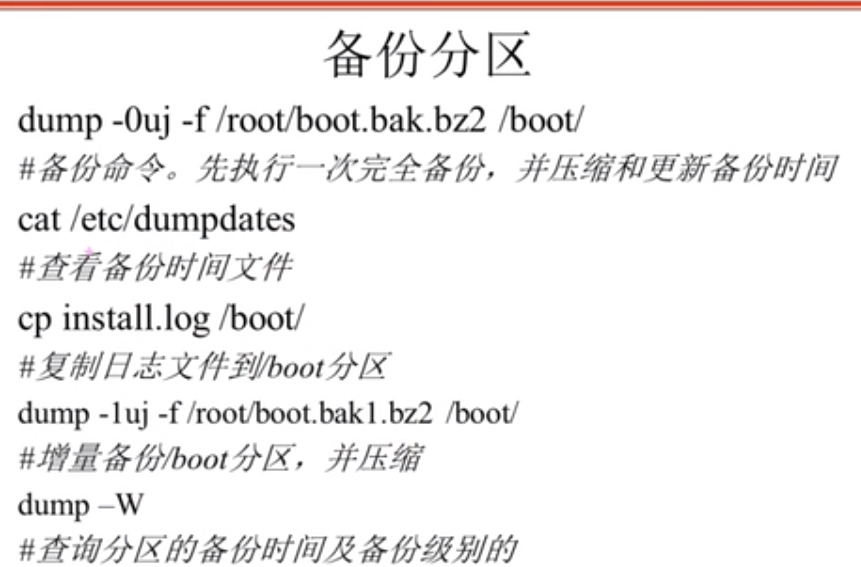 备份分区
dump -0uj -f /root/boot.bak.bz2 /boot/
#备份命令。先执行一次完全备份，并压缩和更新备份时间
cat /etc/dumpdates
#查看备份时间文件
cp install.log /boot/
#复制日志文件到/boot分区
dump -1uj -f /root/boot.bak1.bz2 /boot/
#增量备份/boot分区，并压缩
dump –W
#查询分区的备份时间及备份级别的